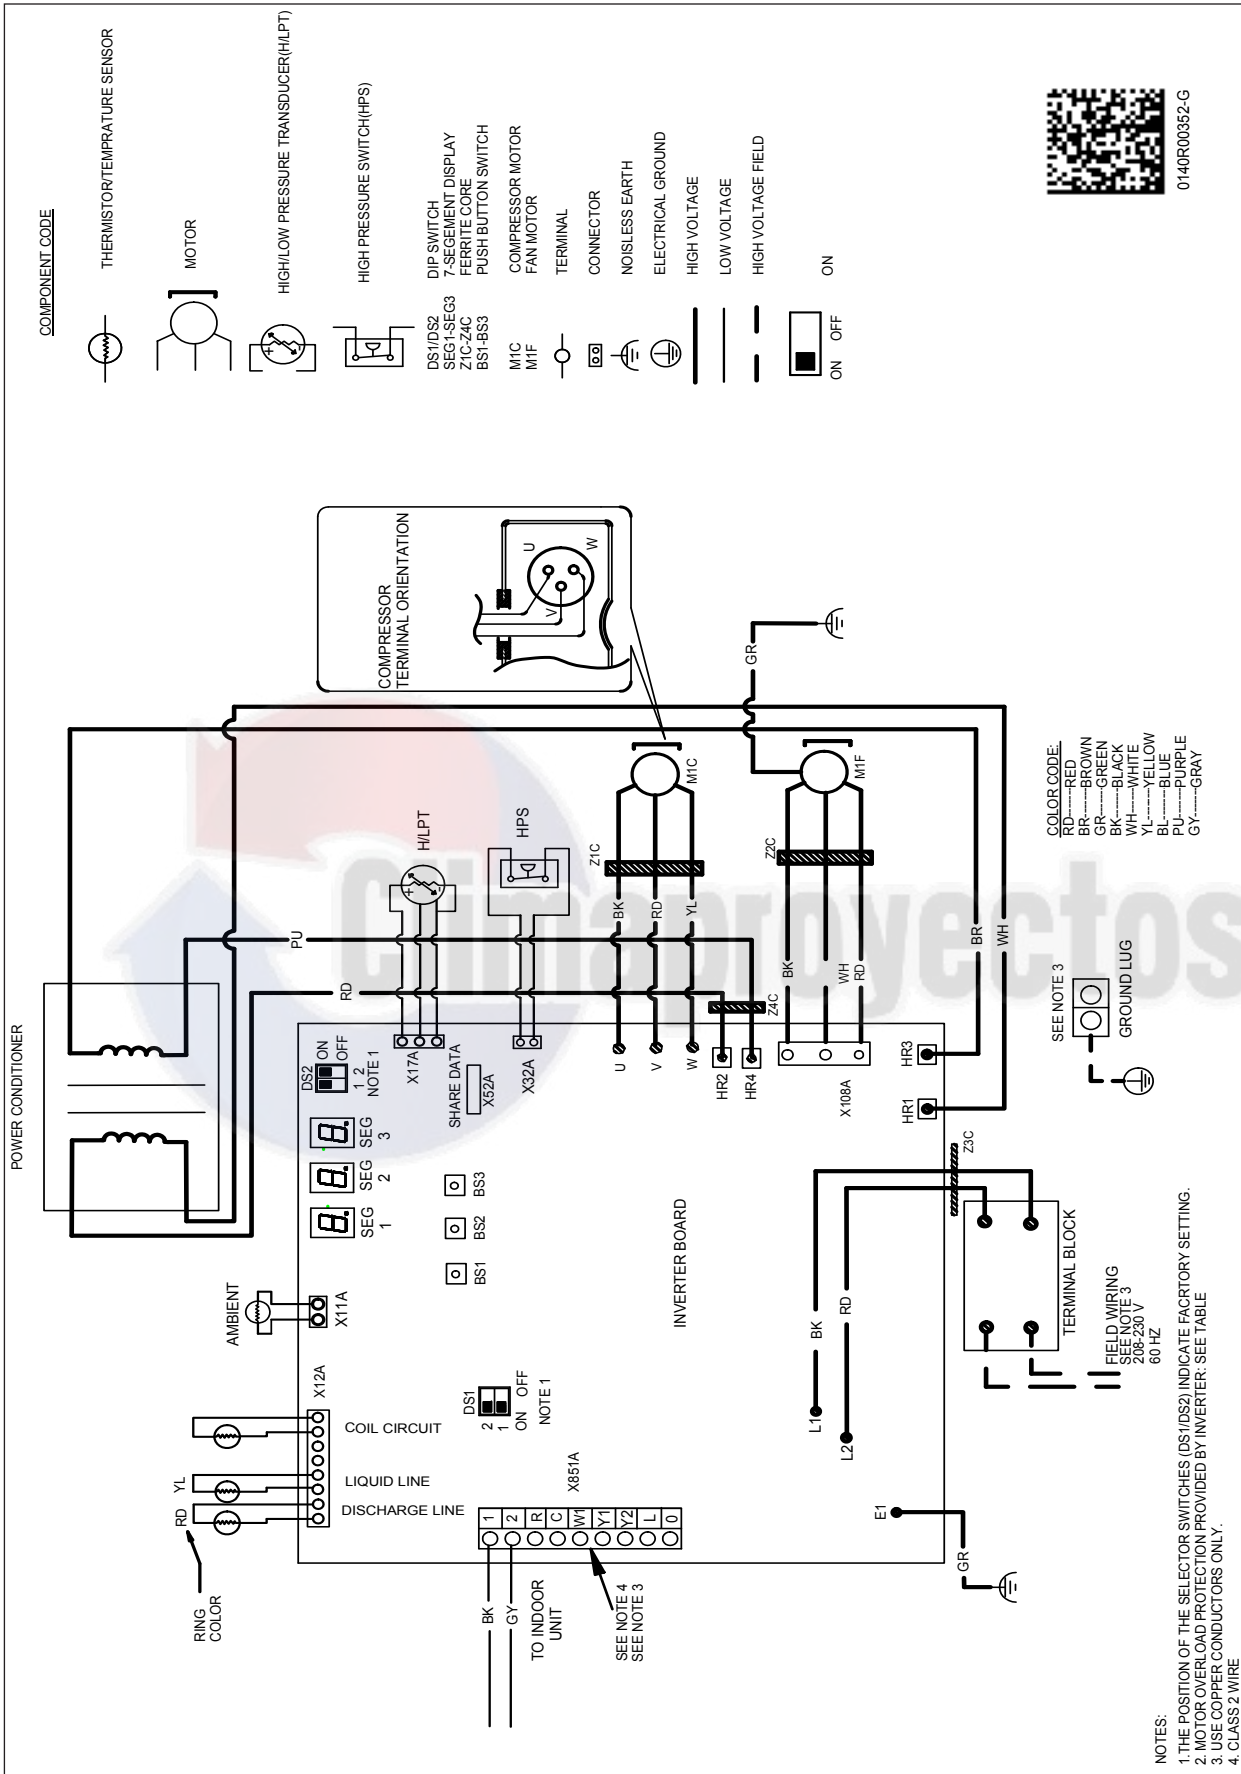 COMPONENT CODE
THERMISTOR/TEMPRATURE SENSOR
MOTOR
HIGH/LOW PRESSURE TRANSDUCER(H/LPT)
HIGH PRESSURE SWITCH(HPS)
DS1/DS2 DIP SWITCH
SEG1-SEG3 7-SEGEMENT DISPLAY
Z1C-Z4C FERRITE CORE
BS1-BS3 PUSH BUTTON SWITCH
M1C COMPRESSOR MOTOR
M1F FAN MOTOR
TERMINAL
CONNECTOR
NOISLESS EARTH
ELECTRICAL GROUND
HIGH VOLTAGE
LOW VOLTAGE
HIGH VOLTAGE FIELD
ON OFF
ON
0140R00352-G
POWER CONDITIONER
COMPRESSOR
TERMINAL ORIENTATION
U
V
W
PU
RD
H/LPT
HPS
Z1C
BK
RD
YL
M1C
GR
Z2C
M1F
BK
WH
RD
Z4C
BR
WH
RING
COLOR
RD
YL
AMBIENT
X12A
X11A
COIL CIRCUIT
LIQUID LINE
DISCHARGE LINE
SEG
1
SEG
2
SEG
3
DS2
ON
OFF
1 2
NOTE 1
X17A
SHARE DATA
X52A
X32A
BS1
BS2
BS3
U
V
W
HR2
HR4
X108A
HR3
HR1
DS1
2
1
ON OFF
NOTE 1
X851A
1
2
R
C
W1
Y1
Y2
L
0
BK
GY
TO INDOOR
UNIT
SEE NOTE 4
SEE NOTE 3
INVERTER BOARD
L1
BK
L2
RD
E1
GR
Z3C
TERMINAL BLOCK
FIELD WIRING
SEE NOTE 3
208-230 V
60 HZ
SEE NOTE 3
GROUND LUG
COLOR CODE:
RD------RED
BR------BROWN
GR------GREEN
BK------BLACK
WH------WHITE
YL------YELLOW
BL------BLUE
PU------PURPLE
GY------GRAY
NOTES:
1.THE POSITION OF THE SELECTOR SWITCHES (DS1/DS2) INDICATE FACRTORY SETTING.
2. MOTOR OVERLOAD PROTECTION PROVIDED BY INVERTER: SEE TABLE
3. USE COPPER CONDUCTORS ONLY.
4. CLASS 2 WIRE
Climaproyectos